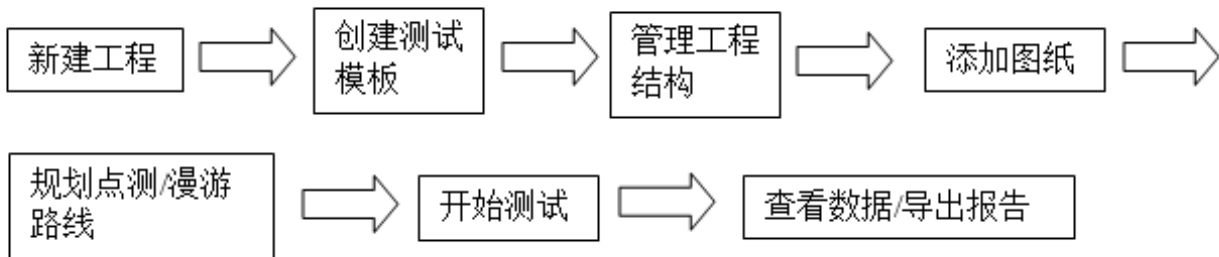 新建工程
创建测试
模板
管理工程
结构
添加图纸
规划点测/漫游
路线
开始测试
查看数据/导出报告